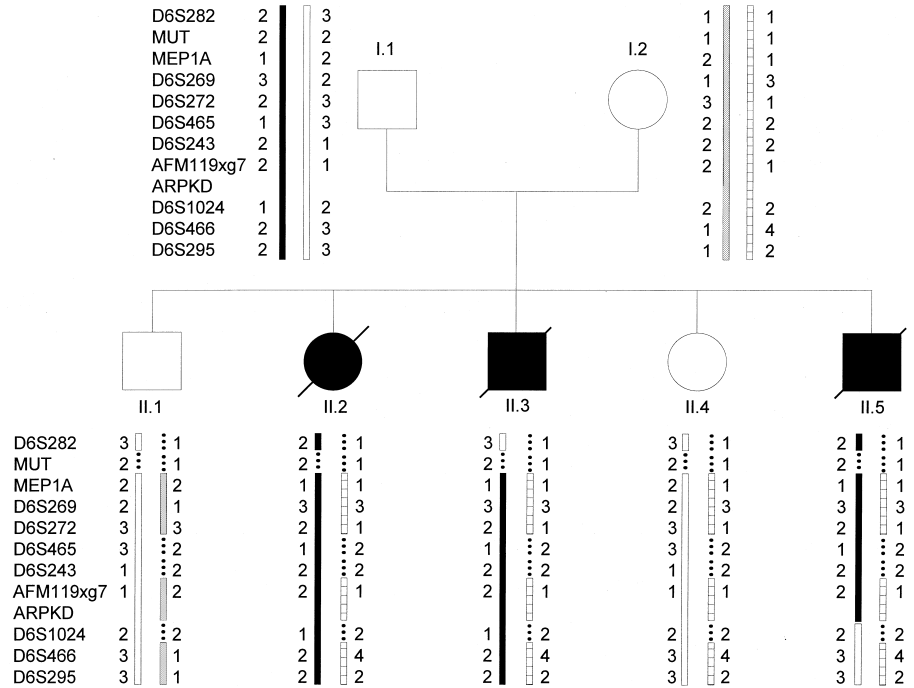 D6S282 2 3 1 1
MUT 2 2 I.1 I.2 1 1
MEP1A 1 2 2 1
D6S269 3 2 1 3
D6S272 2 3 3 1
D6S465 1 3 2 2
D6S243 2 1 2 2
AFM119xg7 2 1 2 1
ARPKD
D6S1024 1 2 2 2
D6S466 2 3 1 4
D6S295 2 3 1 2
II.1 II.2 II.3 II.4 II.5
D6S282 3 1 2 1 3 1 3 1 2 1
MUT 2 1 2 1 2 1 2 1 2 1
MEP1A 2 2 1 1 1 1 2 1 1 1
D6S269 2 1 3 3 3 3 2 3 3 3
D6S272 3 3 2 1 2 1 3 1 2 1
D6S465 3 2 1 2 1 2 3 2 1 2
D6S243 1 2 2 2 2 2 1 2 2 2
AFM119xg7 1 2 2 1 2 1 1 1 2 1
ARPKD
D6S1024 2 2 1 2 1 2 2 2 2 2
D6S466 3 1 2 4 2 4 3 4 3 4
D6S295 3 1 2 2 2 2 3 2 3 2